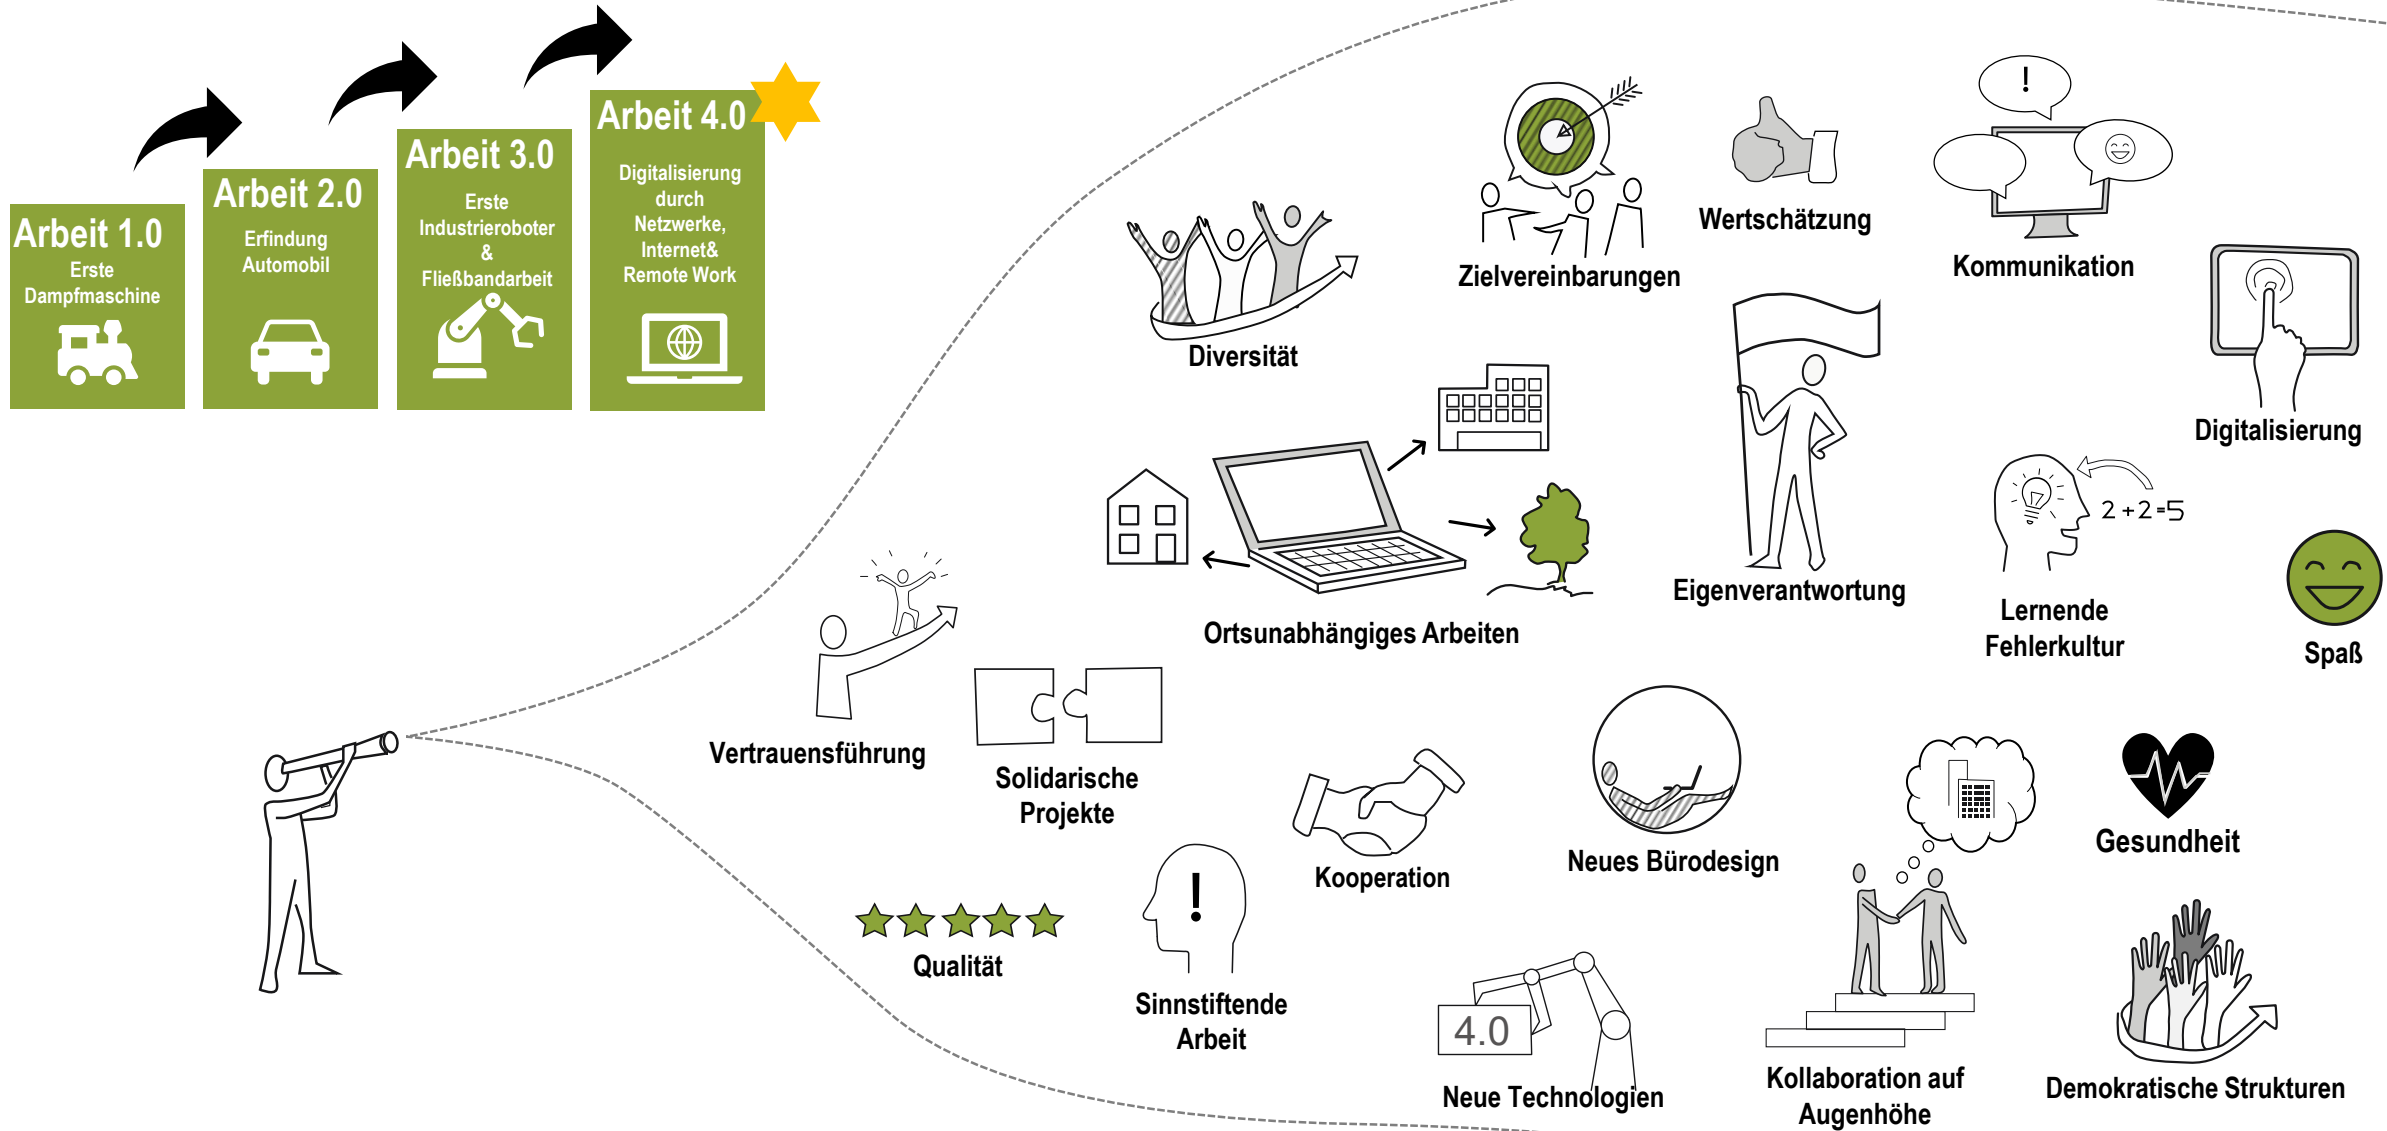 Arbeit 1.0
Erste
Dampfmaschine
Arbeit 2.0
Erfindung
Automobil
Arbeit 3.0
Erste
Industrieroboter
&
Fließbandarbeit
Arbeit 4.0
Digitalisierung
durch
Netzwerke,
Internet&
Remote Work
Diversität
Zielvereinbarungen
Wertschätzung
!
Kommunikation
Digitalisierung
Ortsunabhängiges Arbeiten
Eigenverantwortung
2+2=5
Lernende
Fehlerkultur
Spaß
Vertrauensführung
Solidarische
Projekte
Kooperation
Neues Bürodesign
Gesundheit
Qualität
!
Sinnstiftende
Arbeit
4.0
Neue Technologien
Kollaboration auf
Augenhöhe
Demokratische Strukturen